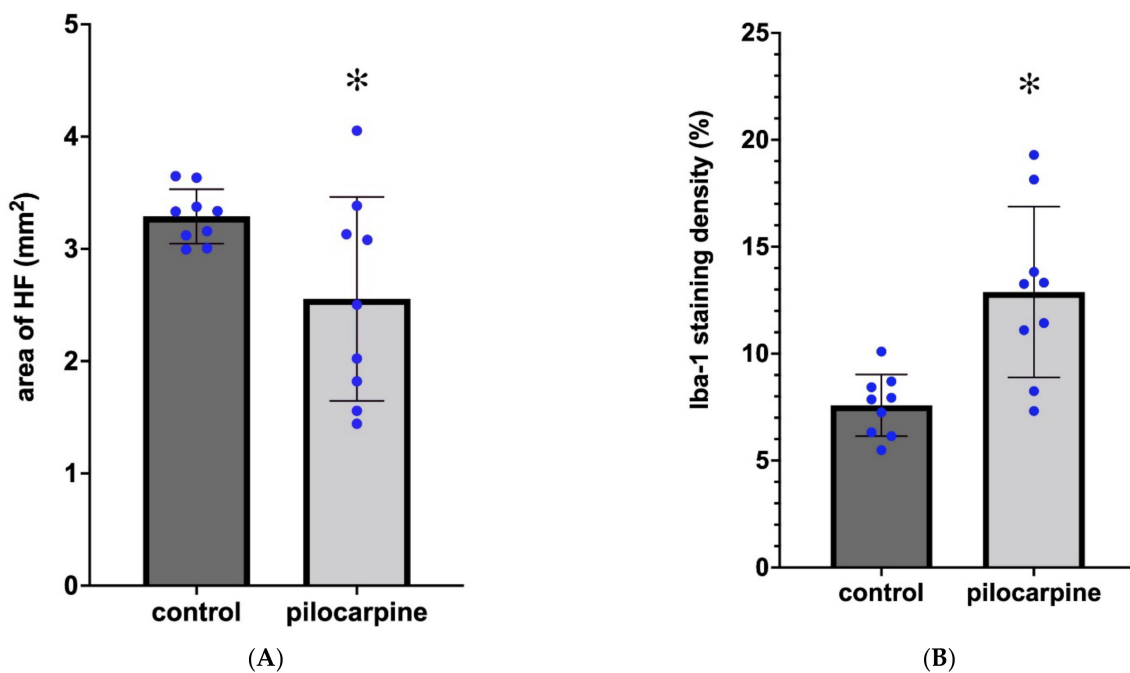 5
4
3
2
1
0
area of HF (mm²)
*
control pilocarpine
(A)
25
20
15
10
5
0
Iba-1 staining density (%)
*
control pilocarpine
(B)